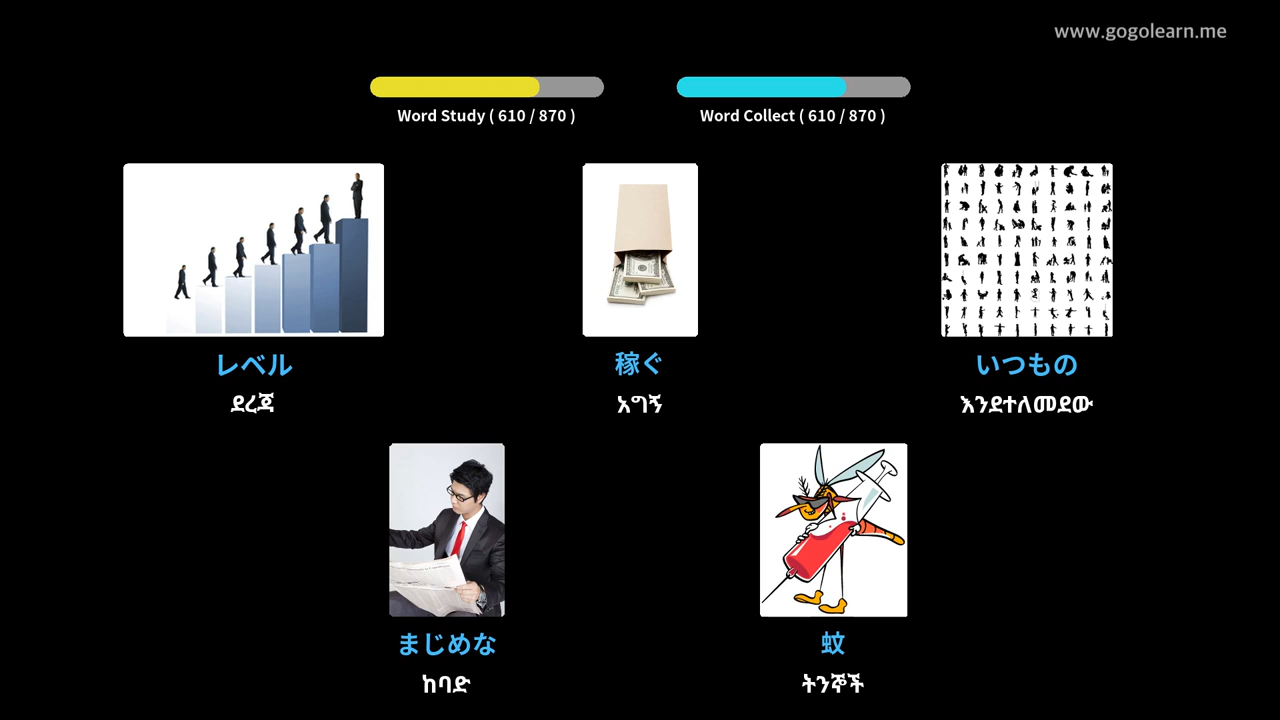 www.gogolearn.me
Word Study ( 610 / 870 )
Word Collect ( 610 / 870 )
レベル
ደረጃ
稼ぐ
አግኝ
いつもの
እንደተለመደው
まじめな
ከባድ
蚊
ትንኞች